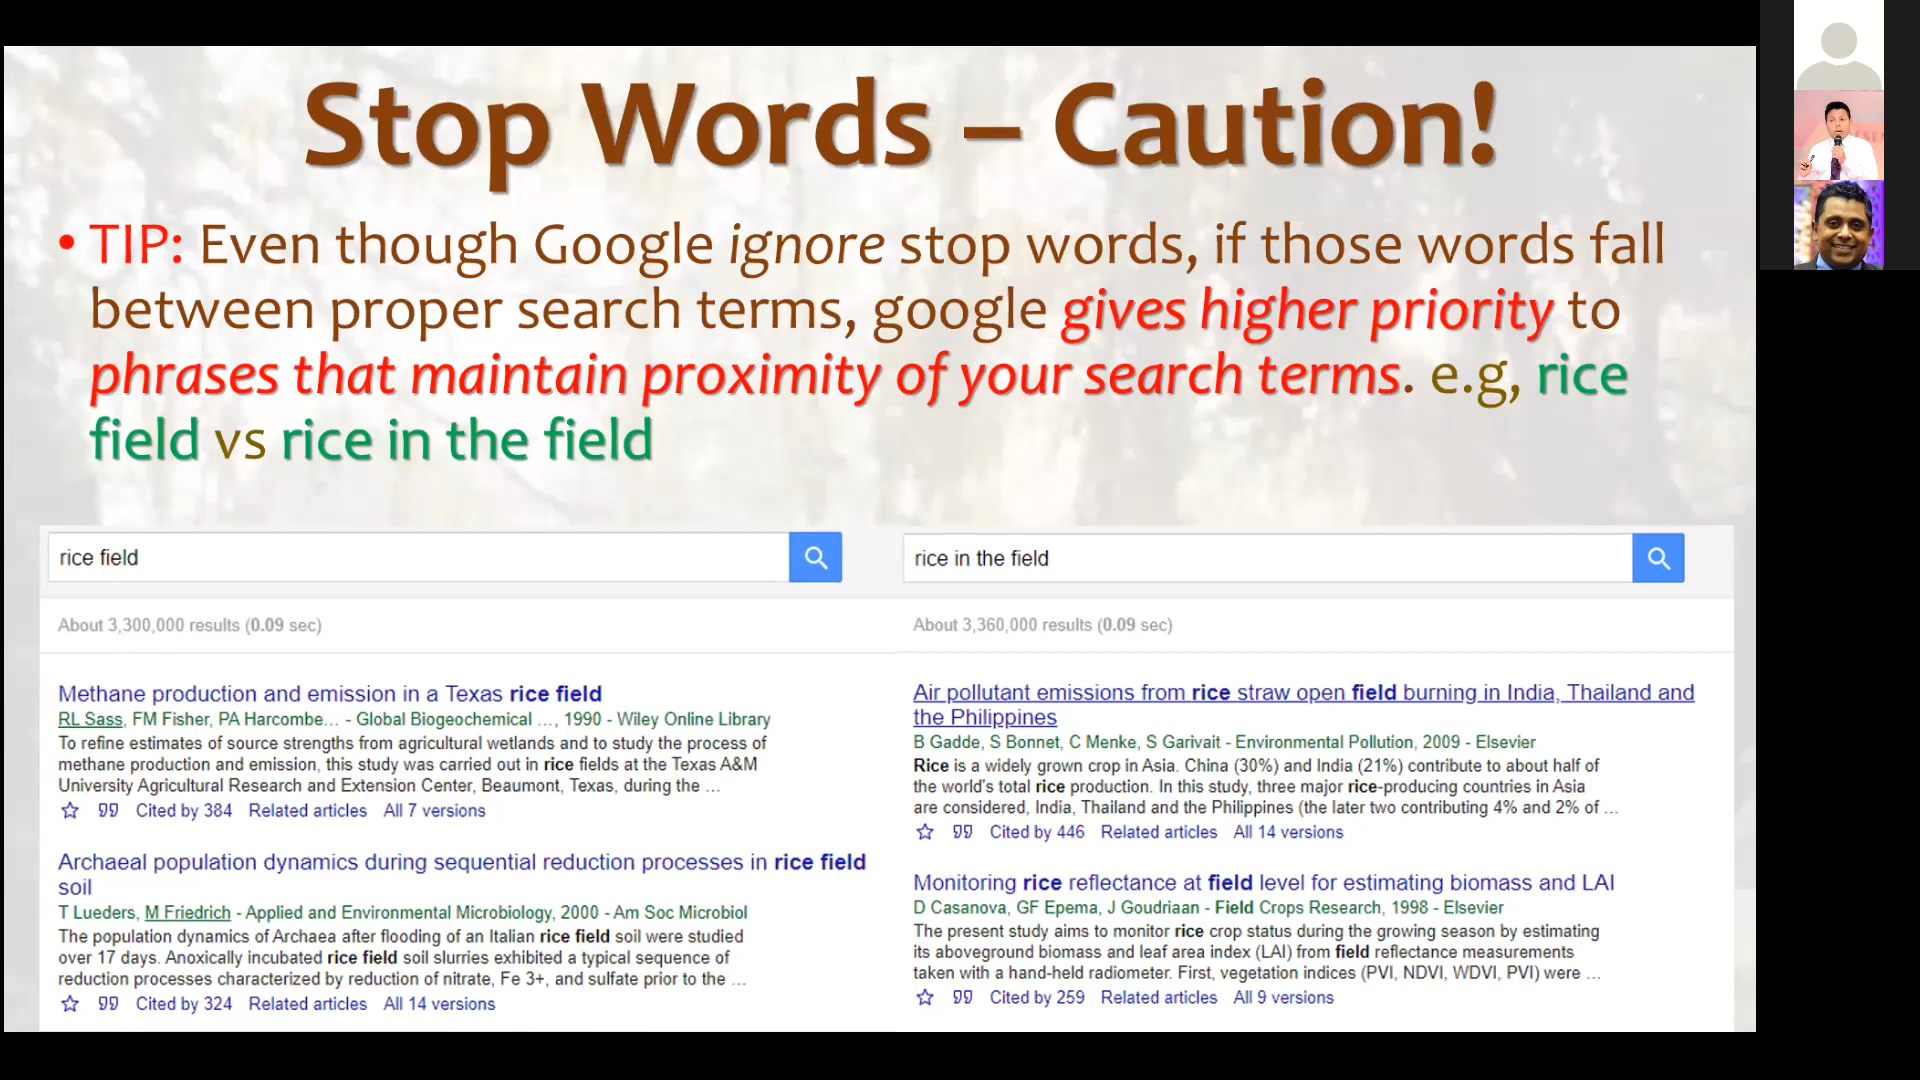 Stop Words – Caution!
• TIP: Even though Google ignore stop words, if those words fall
between proper search terms, google gives higher priority to
phrases that maintain proximity of your search terms. e.g, rice
field vs rice in the field
rice field
About 3,300,000 results (0.09 sec)
Methane production and emission in a Texas rice field
RL Sass, FM Fisher, PA Harcombe… - Global Biogeochemical …, 1990 - Wiley Online Library
To refine estimates of source strengths from agricultural wetlands and to study the process of
methane production and emission, this study was carried out in rice fields at the Texas A&M
University Agricultural Research and Extension Center, Beaumont, Texas, during the …
Cited by 384 Related articles All 7 versions
Archaeal population dynamics during sequential reduction processes in rice field
soil
T Lueders, M Friedrich - Applied and Environmental Microbiology, 2000 - Am Soc Microbiol
The population dynamics of Archaea after flooding of an Italian rice field soil were studied
over 17 days. Anoxically incubated rice field soil slurries exhibited a typical sequence of
reduction processes characterized by reduction of nitrate, Fe 3+, and sulfate prior to the …
Cited by 324 Related articles All 14 versions
rice in the field
About 3,360,000 results (0.09 sec)
Air pollutant emissions from rice straw open field burning in India, Thailand and
the Philippines
B Gadde, S Bonnet, C Menke, S Garivait - Environmental Pollution, 2009 - Elsevier
Rice is a widely grown crop in Asia. China (30%) and India (21%) contribute to about half of
the world's total rice production. In this study, three major rice-producing countries in Asia
are considered, India, Thailand and the Philippines (the later two contributing 4% and 2% of …
Cited by 446 Related articles All 14 versions
Monitoring rice reflectance at field level for estimating biomass and LAI
D Casanova, GF Epema, J Goudriaan - Field Crops Research, 1998 - Elsevier
The present study aims to monitor rice crop status during the growing season by estimating
its aboveground biomass and leaf area index (LAI) from field reflectance measurements
taken with a hand-held radiometer. First, vegetation indices (PVI, NDVI, WDVI, PVI) were …
Cited by 259 Related articles All 9 versions